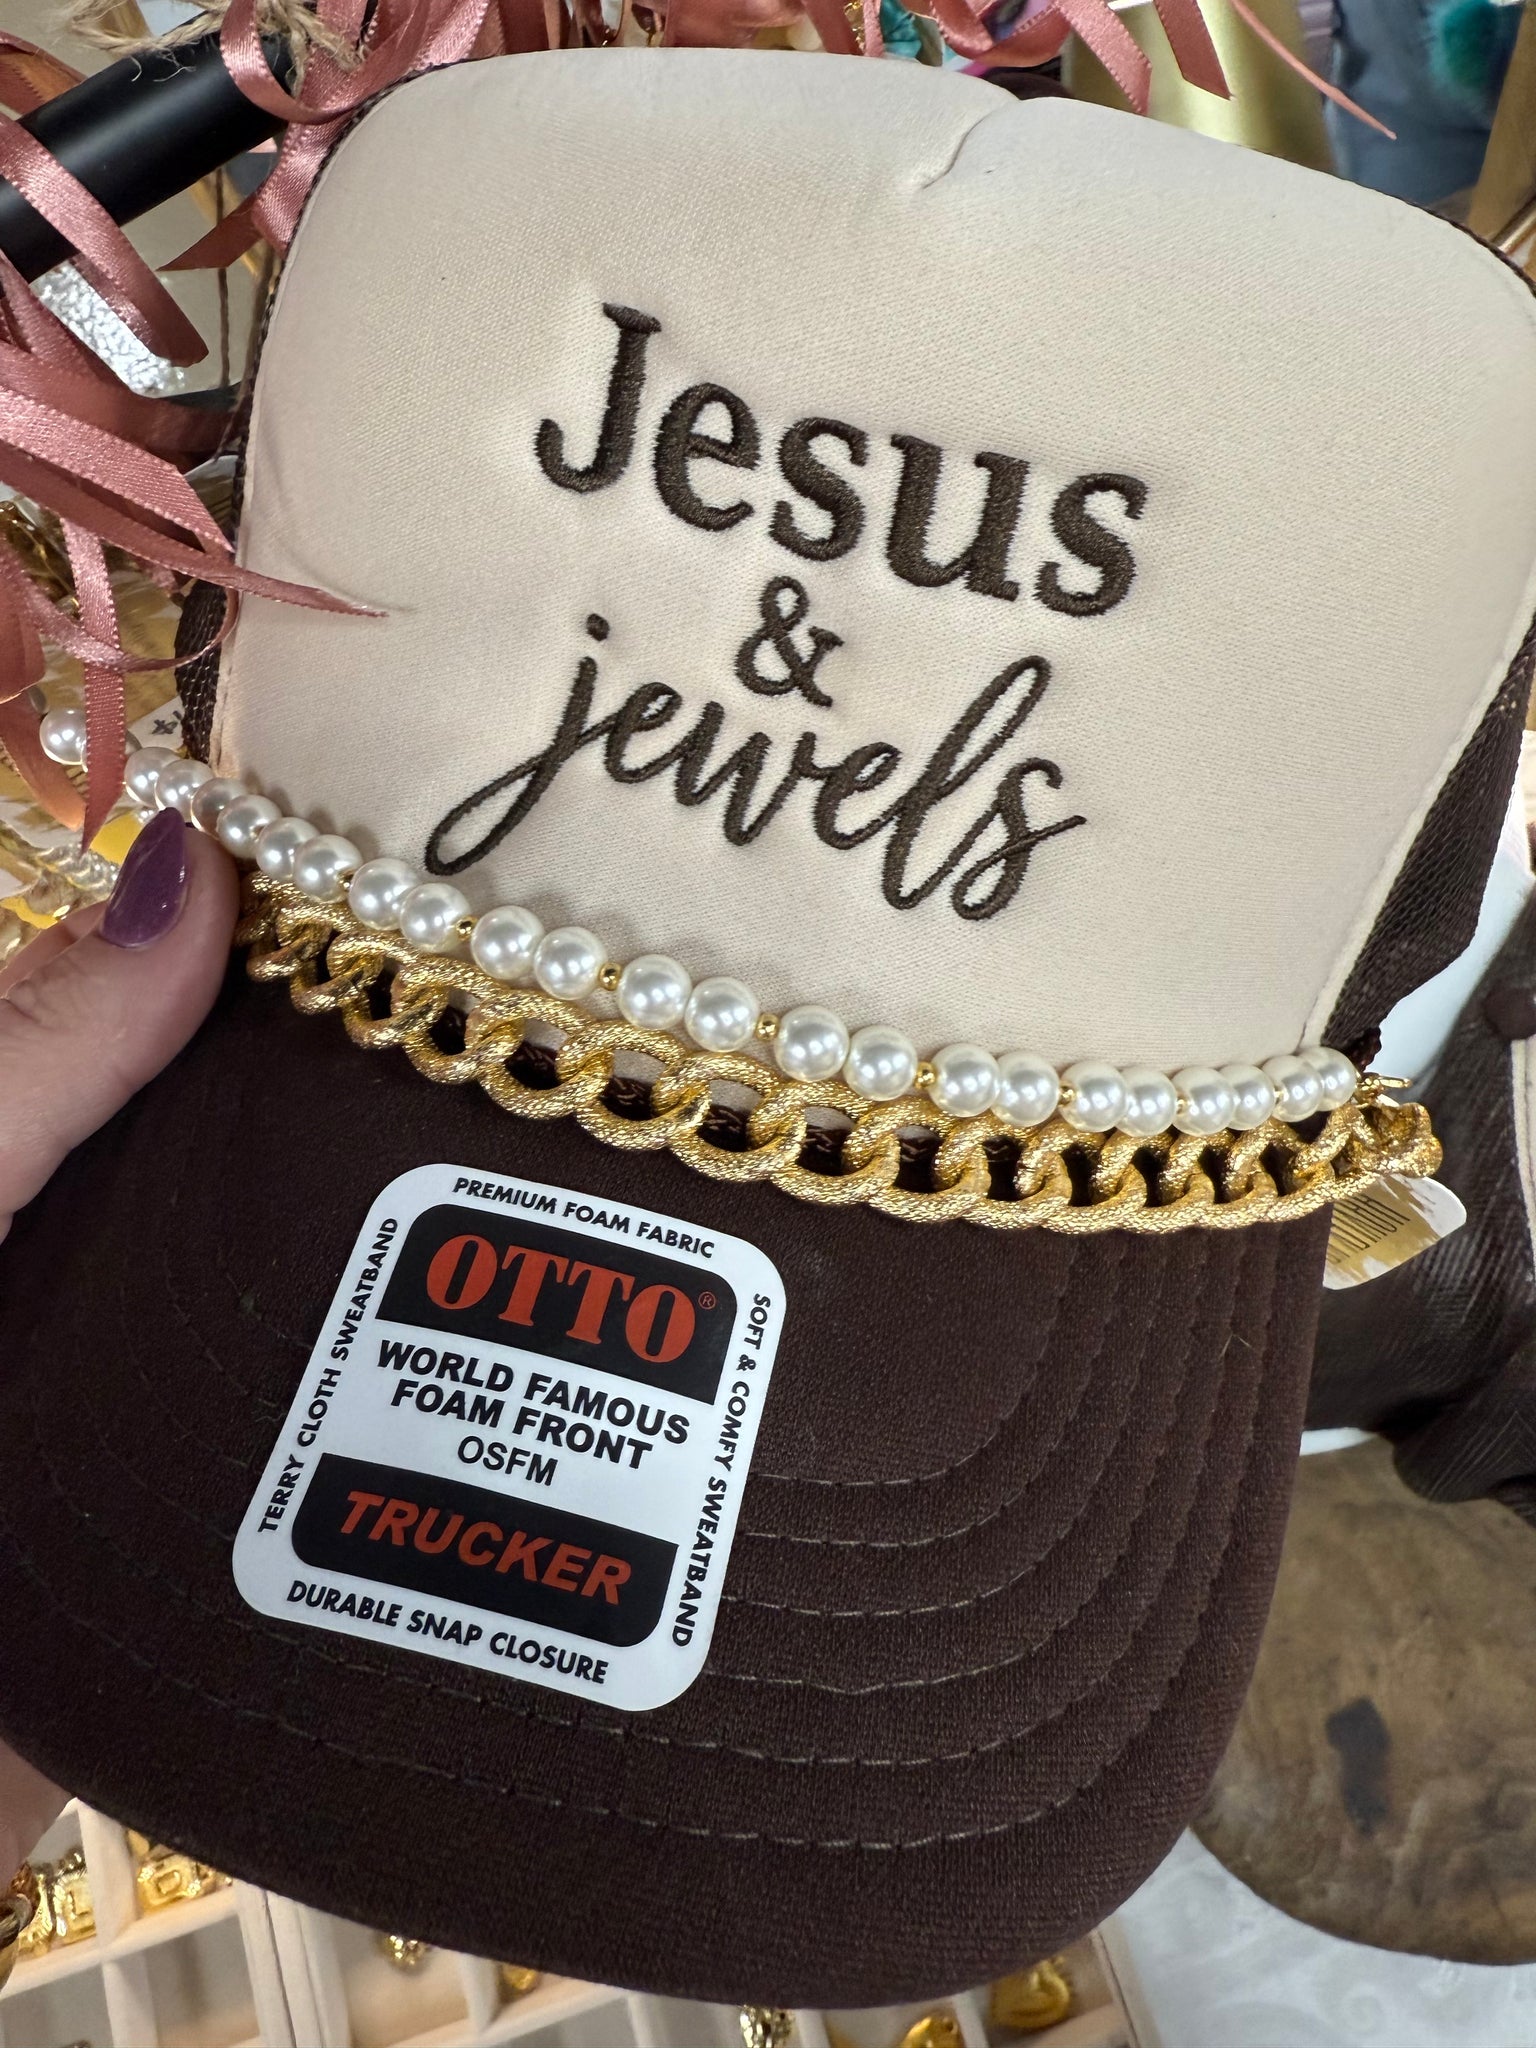 Jesus
&
jewels
PREMIUM FOAM FABRIC
OTTO®
WORLD FAMOUS
FOAM FRONT
OSFM
TRUCKER
TERRY CLOTH SWEATBAND
SOFT & COMFY SWEATBAND
DURABLE SNAP CLOSURE